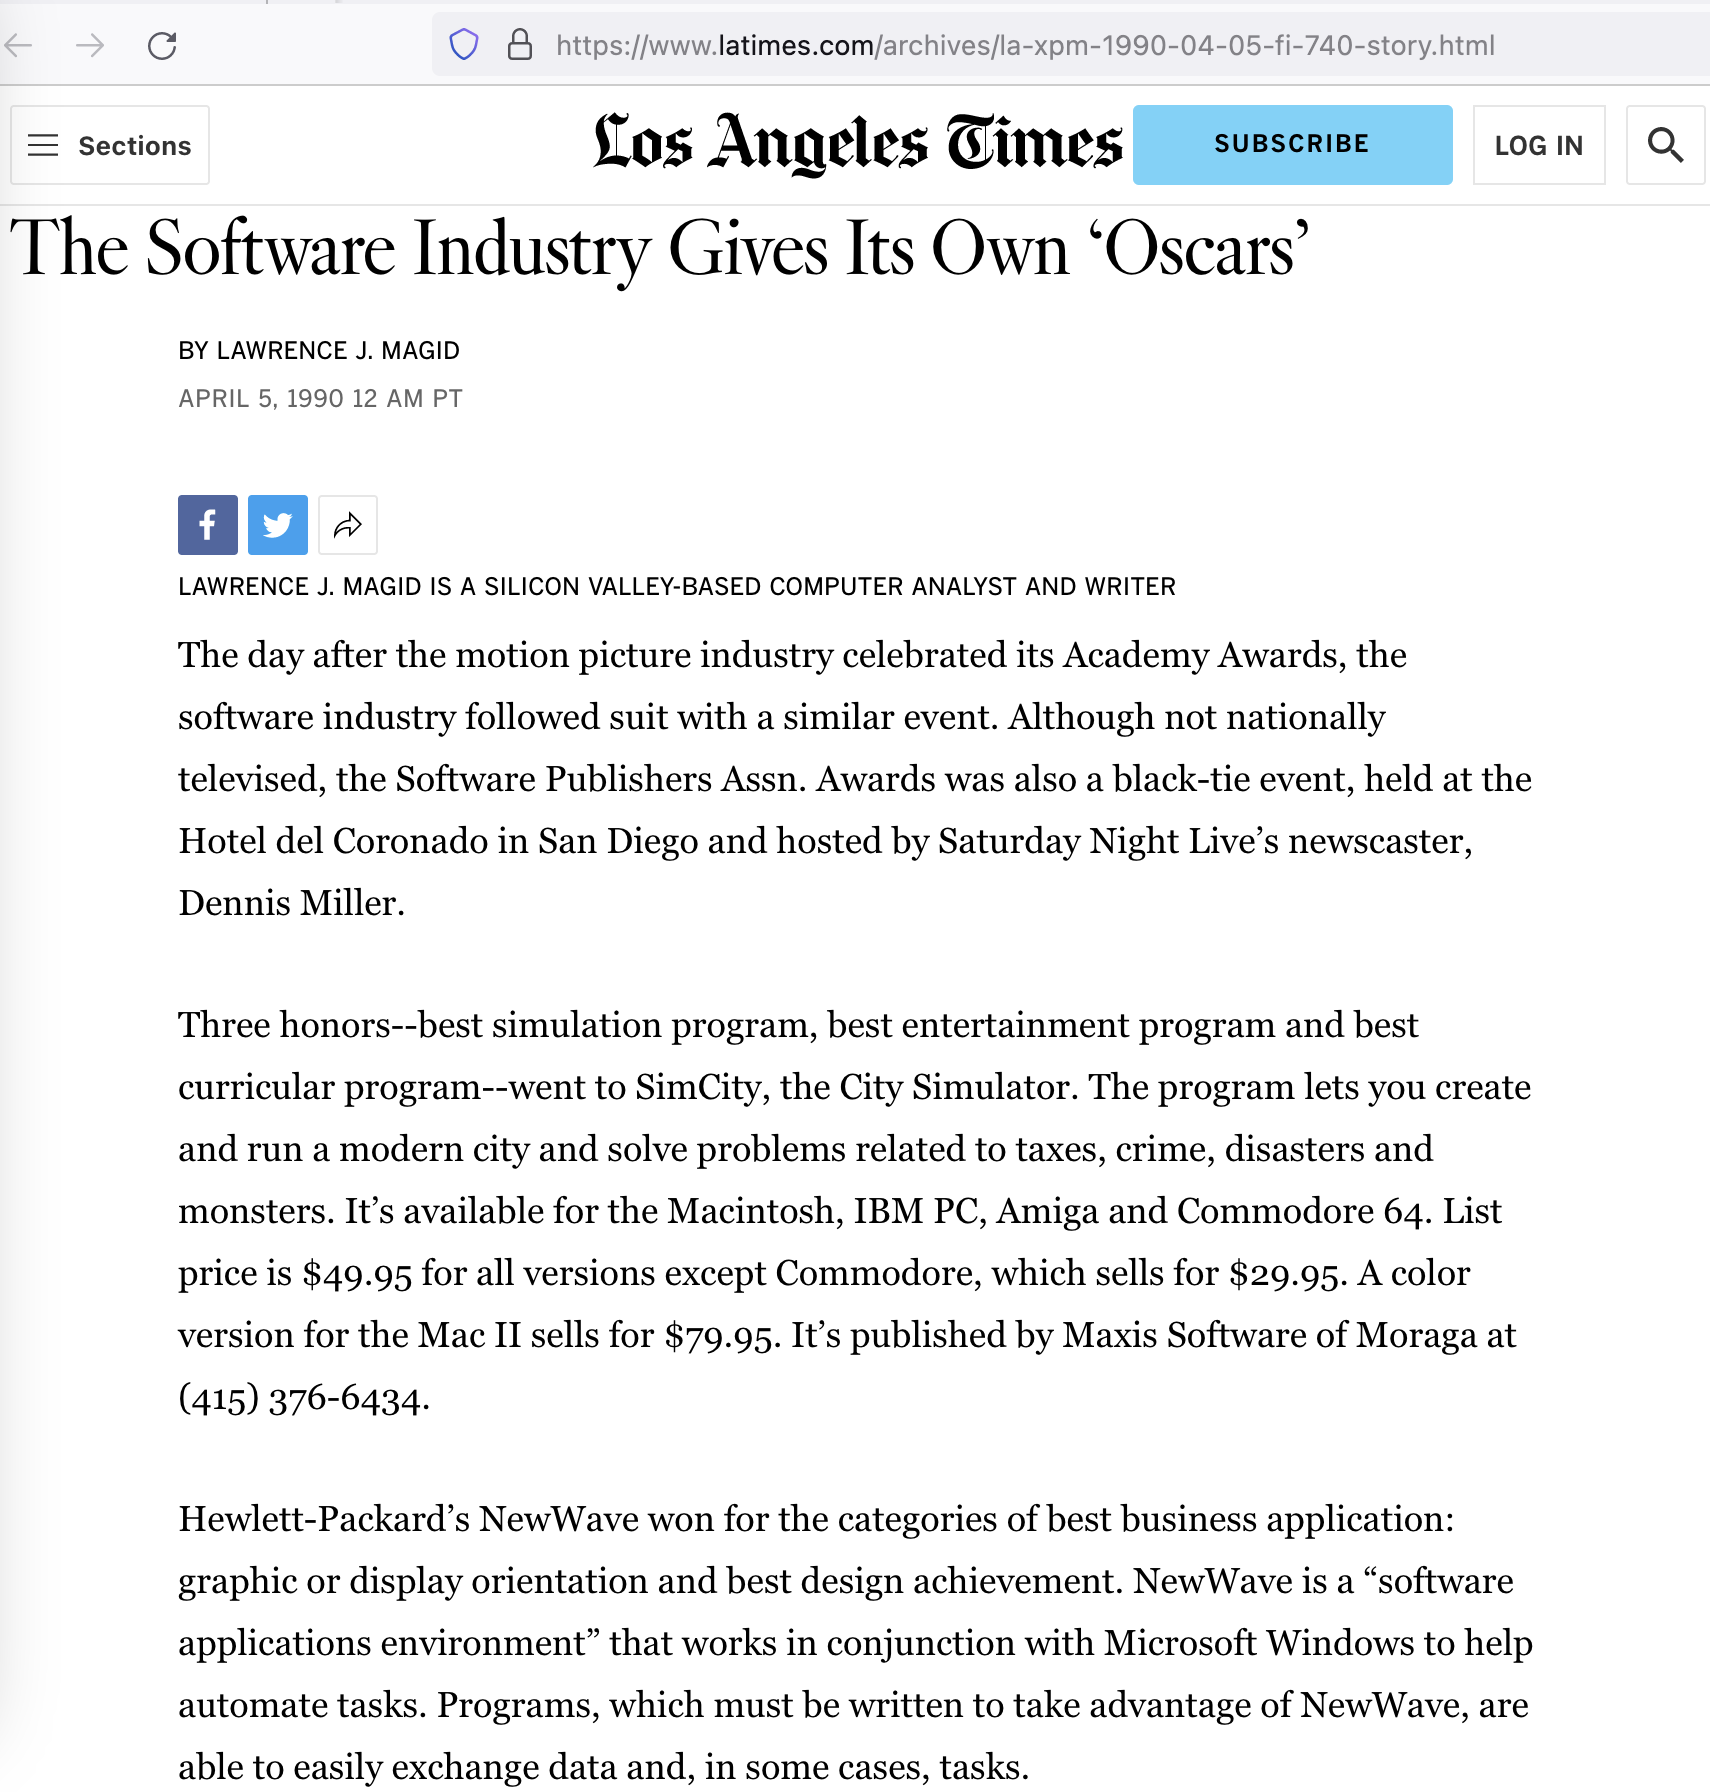 https://www.latimes.com/archives/la-xpm-1990-04-05-fi-740-story.html
Sections
Los Angeles Times
SUBSCRIBE
LOG IN
The Software Industry Gives Its Own ‘Oscars’
BY LAWRENCE J. MAGID
APRIL 5, 1990 12 AM PT
LAWRENCE J. MAGID IS A SILICON VALLEY-BASED COMPUTER ANALYST AND WRITER
The day after the motion picture industry celebrated its Academy Awards, the
software industry followed suit with a similar event. Although not nationally
televised, the Software Publishers Assn. Awards was also a black-tie event, held at the
Hotel del Coronado in San Diego and hosted by Saturday Night Live’s newscaster,
Dennis Miller.
Three honors--best simulation program, best entertainment program and best
curricular program--went to SimCity, the City Simulator. The program lets you create
and run a modern city and solve problems related to taxes, crime, disasters and
monsters. It’s available for the Macintosh, IBM PC, Amiga and Commodore 64. List
price is $49.95 for all versions except Commodore, which sells for $29.95. A color
version for the Mac II sells for $79.95. It’s published by Maxis Software of Moraga at
(415) 376-6434.
Hewlett-Packard’s NewWave won for the categories of best business application:
graphic or display orientation and best design achievement. NewWave is a “software
applications environment” that works in conjunction with Microsoft Windows to help
automate tasks. Programs, which must be written to take advantage of NewWave, are
able to easily exchange data and, in some cases, tasks.